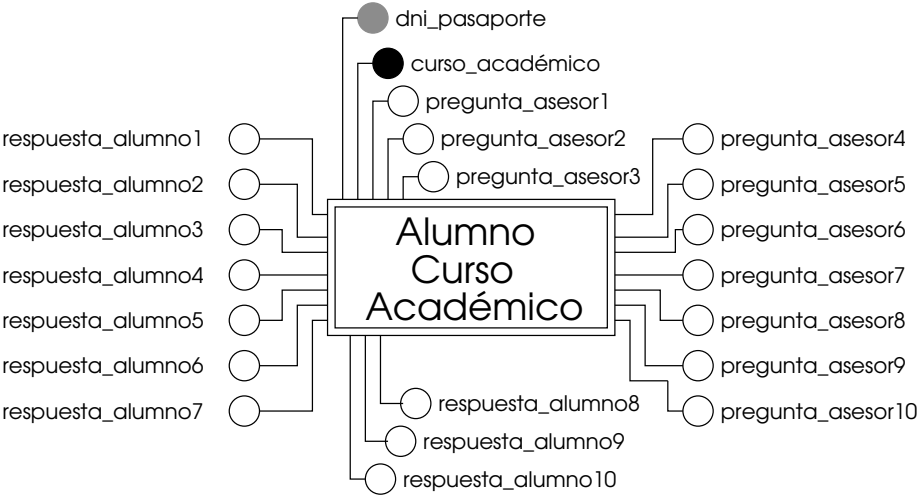 dni_pasaporte
curso_académico
pregunta_asesor1
respuesta_alumno1
pregunta_asesor2
pregunta_asesor4
respuesta_alumno2
pregunta_asesor3
pregunta_asesor5
respuesta_alumno3
Alumno
pregunta_asesor6
respuesta_alumno4
Curso
pregunta_asesor7
respuesta_alumno5
Académico
pregunta_asesor8
respuesta_alumno6
pregunta_asesor9
respuesta_alumno7
respuesta_alumno8
pregunta_asesor10
respuesta_alumno9
respuesta_alumno10